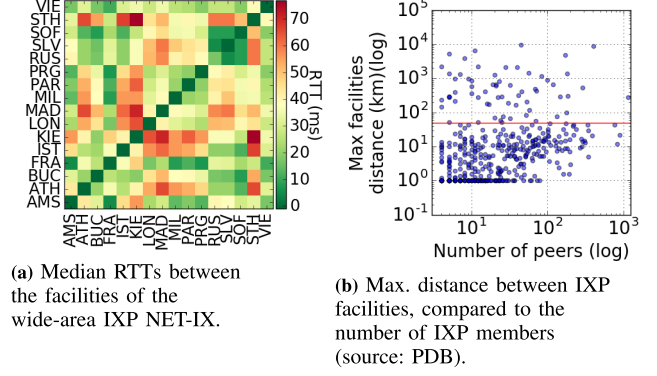 VIE
STH
SOF
SLV
RUS
PRG
PAR
MIL
MAD
LON
KIE
IST
FRA
BUC
ATH
AMS
AMS
ATH
BUC
FRA
IST
KIE
LON
MAD
MIL
PAR
PRG
RUS
SLV
SOF
STH
VIE
70
60
50
40
30
20
10
0
RTT (ms)
(a) Median RTTs between
the facilities of the
wide-area IXP NET-IX.
Max facilities
distance (km)(log)
10^5
10^4
10^3
10^2
10^1
10^0
10^-1
10^1
10^2
10^3
Number of peers (log)
(b) Max. distance between IXP
facilities, compared to the
number of IXP members
(source: PDB).